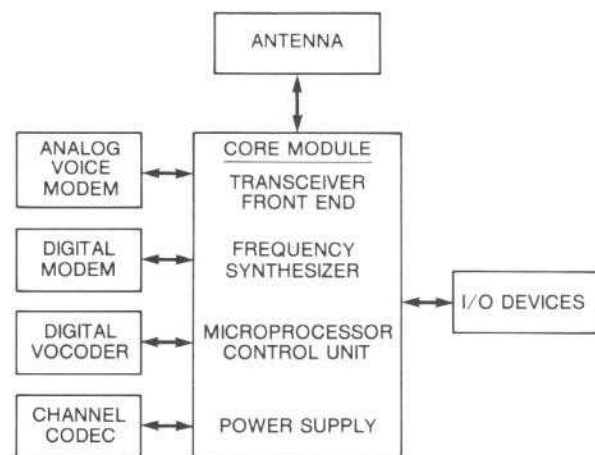 ANTENNA
ANALOG
VOICE
MODEM
DIGITAL
MODEM
DIGITAL
VOCODER
CHANNEL
CODEC
CORE MODULE
TRANSCEIVER
FRONT END
FREQUENCY
SYNTHESIZER
MICROPROCESSOR
CONTROL UNIT
POWER SUPPLY
I/O DEVICES